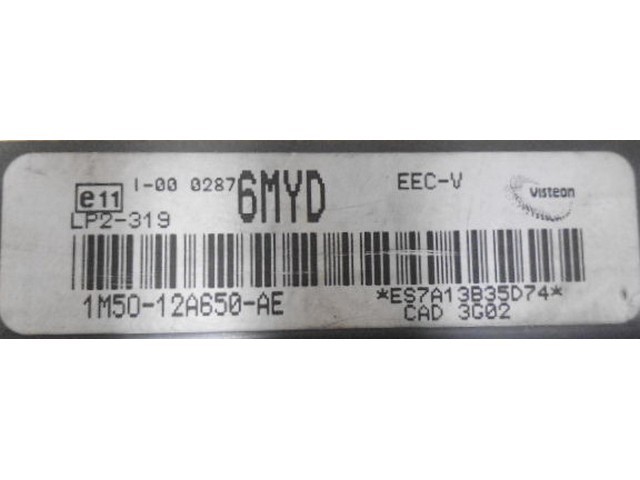 e11 I-00 0287 6MYD EEC-V Visteon
LP2-319
1M50-12A650-AE *ES7A13B35D74*
CAD 3G02